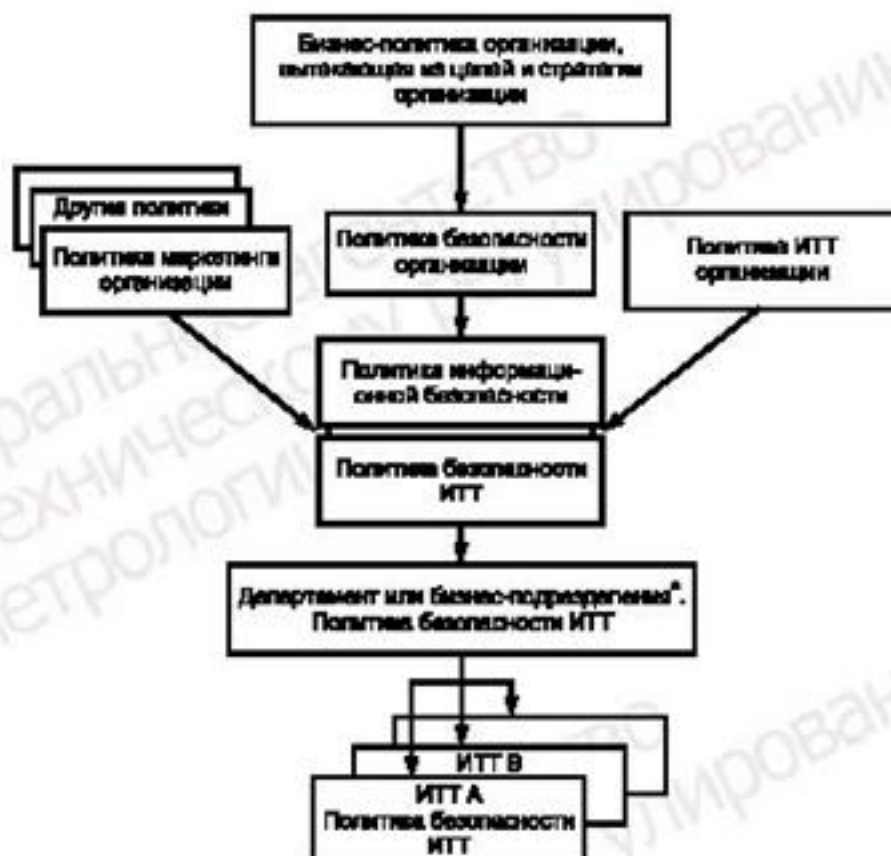 Бизнес-политика организации,
вытекающая из целей и стратегии
организации
Другие политики
Политика маркетинга
организации
Политика безопасности
организации
Политика ИТТ
организации
Политика информаци-
онной безопасности
Политика безопасности
ИТТ
Департамент или бизнес-подразделения*.
Политика безопасности ИТТ
ИТТ B
ИТТ A
Политика безопасности
ИТТ